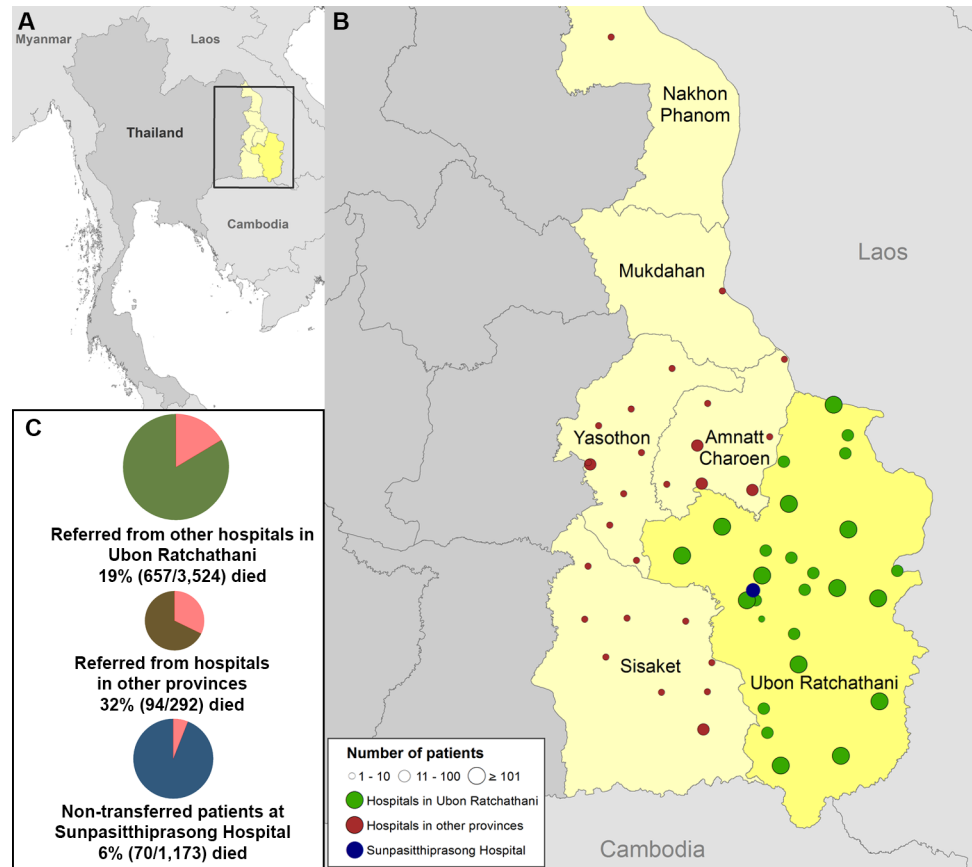 A
Myanmar
Laos
Thailand
Cambodia
B
Nakhon
Phanom
Laos
Mukdahan
Yasothon
Amnatt
Charoen
Sisaket
Ubon Ratchathani
Cambodia
Number of patients
1 - 10
11 - 100
≥ 101
Hospitals in Ubon Ratchathani
Hospitals in other provinces
Sunpasitthiprasong Hospital
C
Referred from other hospitals in
Ubon Ratchathani
19% (657/3,524) died
Referred from hospitals
in other provinces
32% (94/292) died
Non-transferred patients at
Sunpasitthiprasong Hospital
6% (70/1,173) died